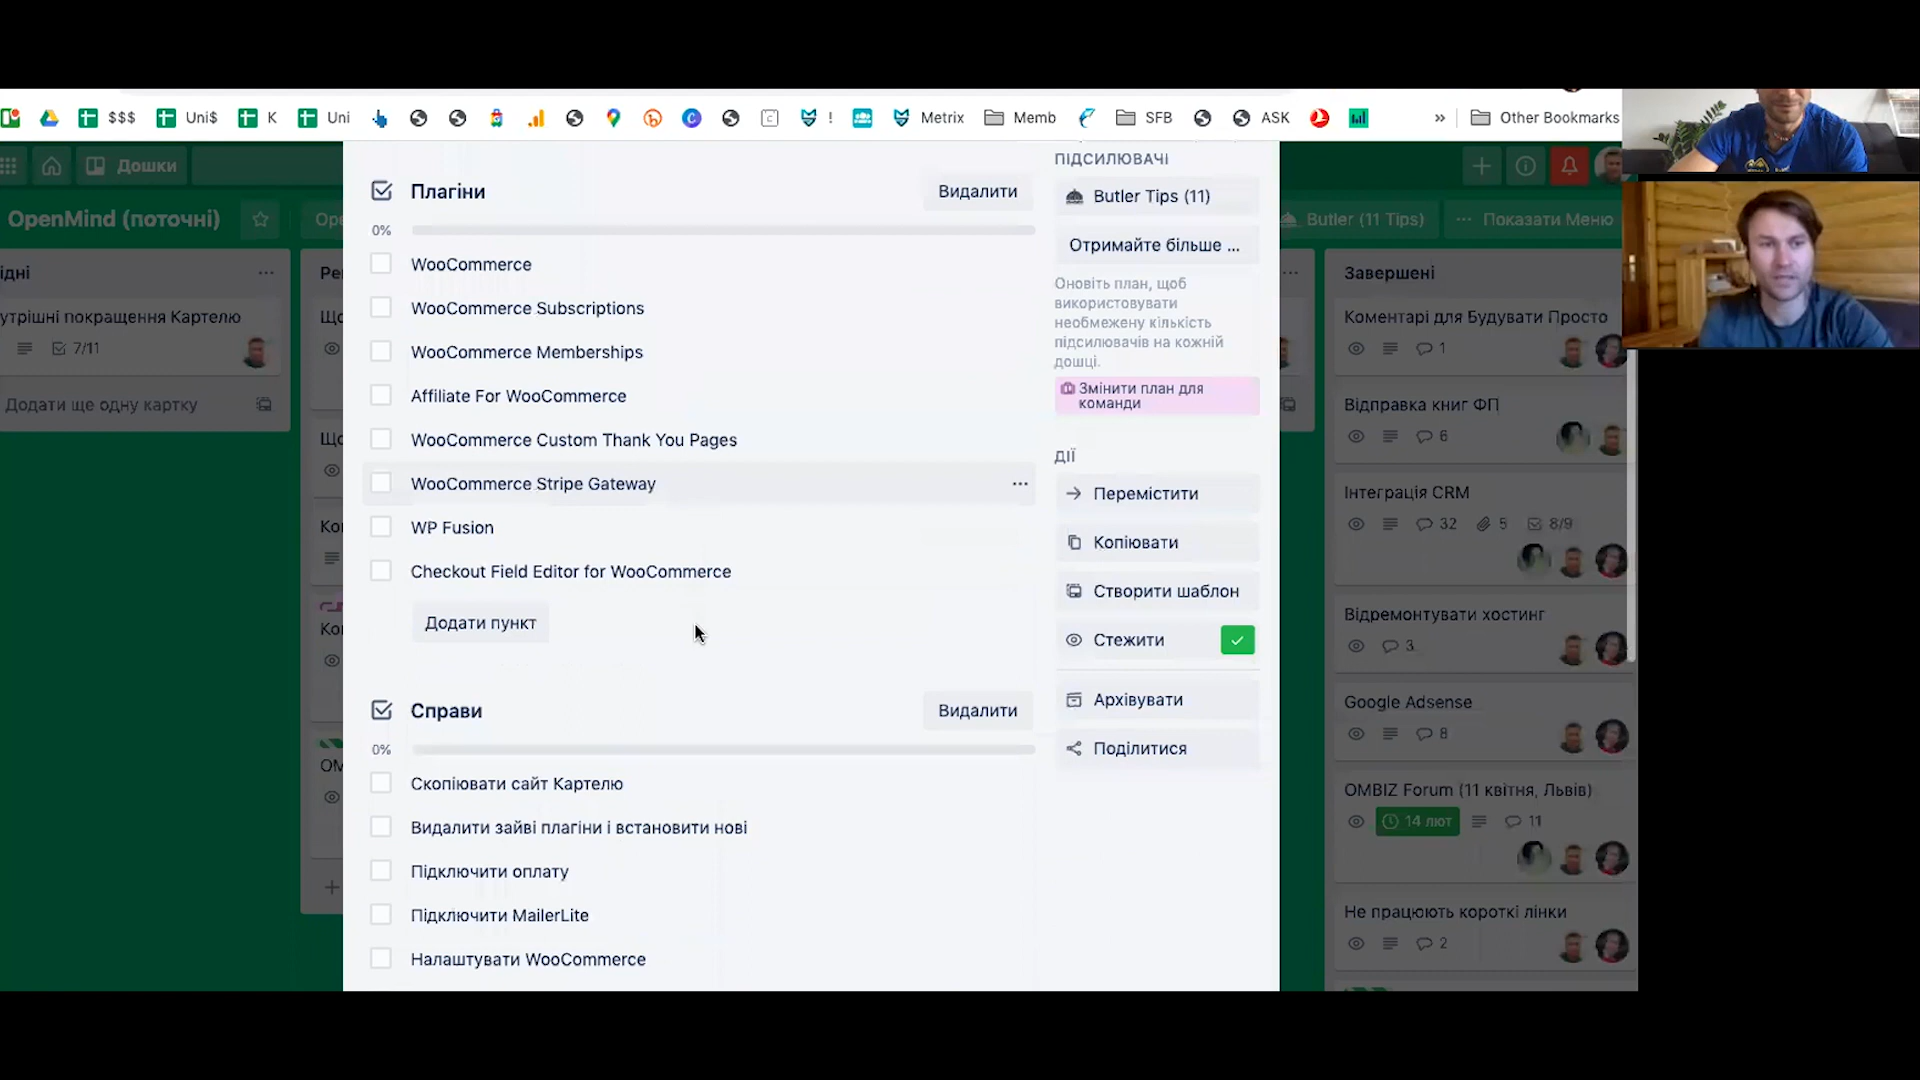 $$$ Uni$ K Uni ! Metrix Memb SFB ASK » Other Bookmarks
Дошки
OpenMind (поточні)
Ope
Butler (11 Tips)
Показати Меню
ідні
утрішні покращення Картелю
7/11
Додати ще одну картку
Ре
Що
Що
Ко
Ко
OM
Плагіни
Видалити
0%
WooCommerce
WooCommerce Subscriptions
WooCommerce Memberships
Affiliate For WooCommerce
WooCommerce Custom Thank You Pages
WooCommerce Stripe Gateway
WP Fusion
Checkout Field Editor for WooCommerce
Додати пункт
Справи
Видалити
0%
Скопіювати сайт Картелю
Видалити зайві плагіни і встановити нові
Підключити оплату
Підключити MailerLite
Налаштувати WooCommerce
ПІДСИЛЮВАЧІ
Butler Tips (11)
Отримайте більше ...
Оновіть план, щоб
використовувати
необмежену кількість
підсилювачів на кожній
дошці.
Змінити план для
команди
ДІЇ
Перемістити
Копіювати
Створити шаблон
Стежити
Архівувати
Поділитися
Завершені
Коментарі для Будувати Просто
1
Відправка книг ФП
6
Інтеграція CRM
32 5 8/9
Відремонтувати хостинг
3
Google Adsense
8
OMBIZ Forum (11 квітня, Львів)
14 лют 11
Не працюють короткі лінки
2